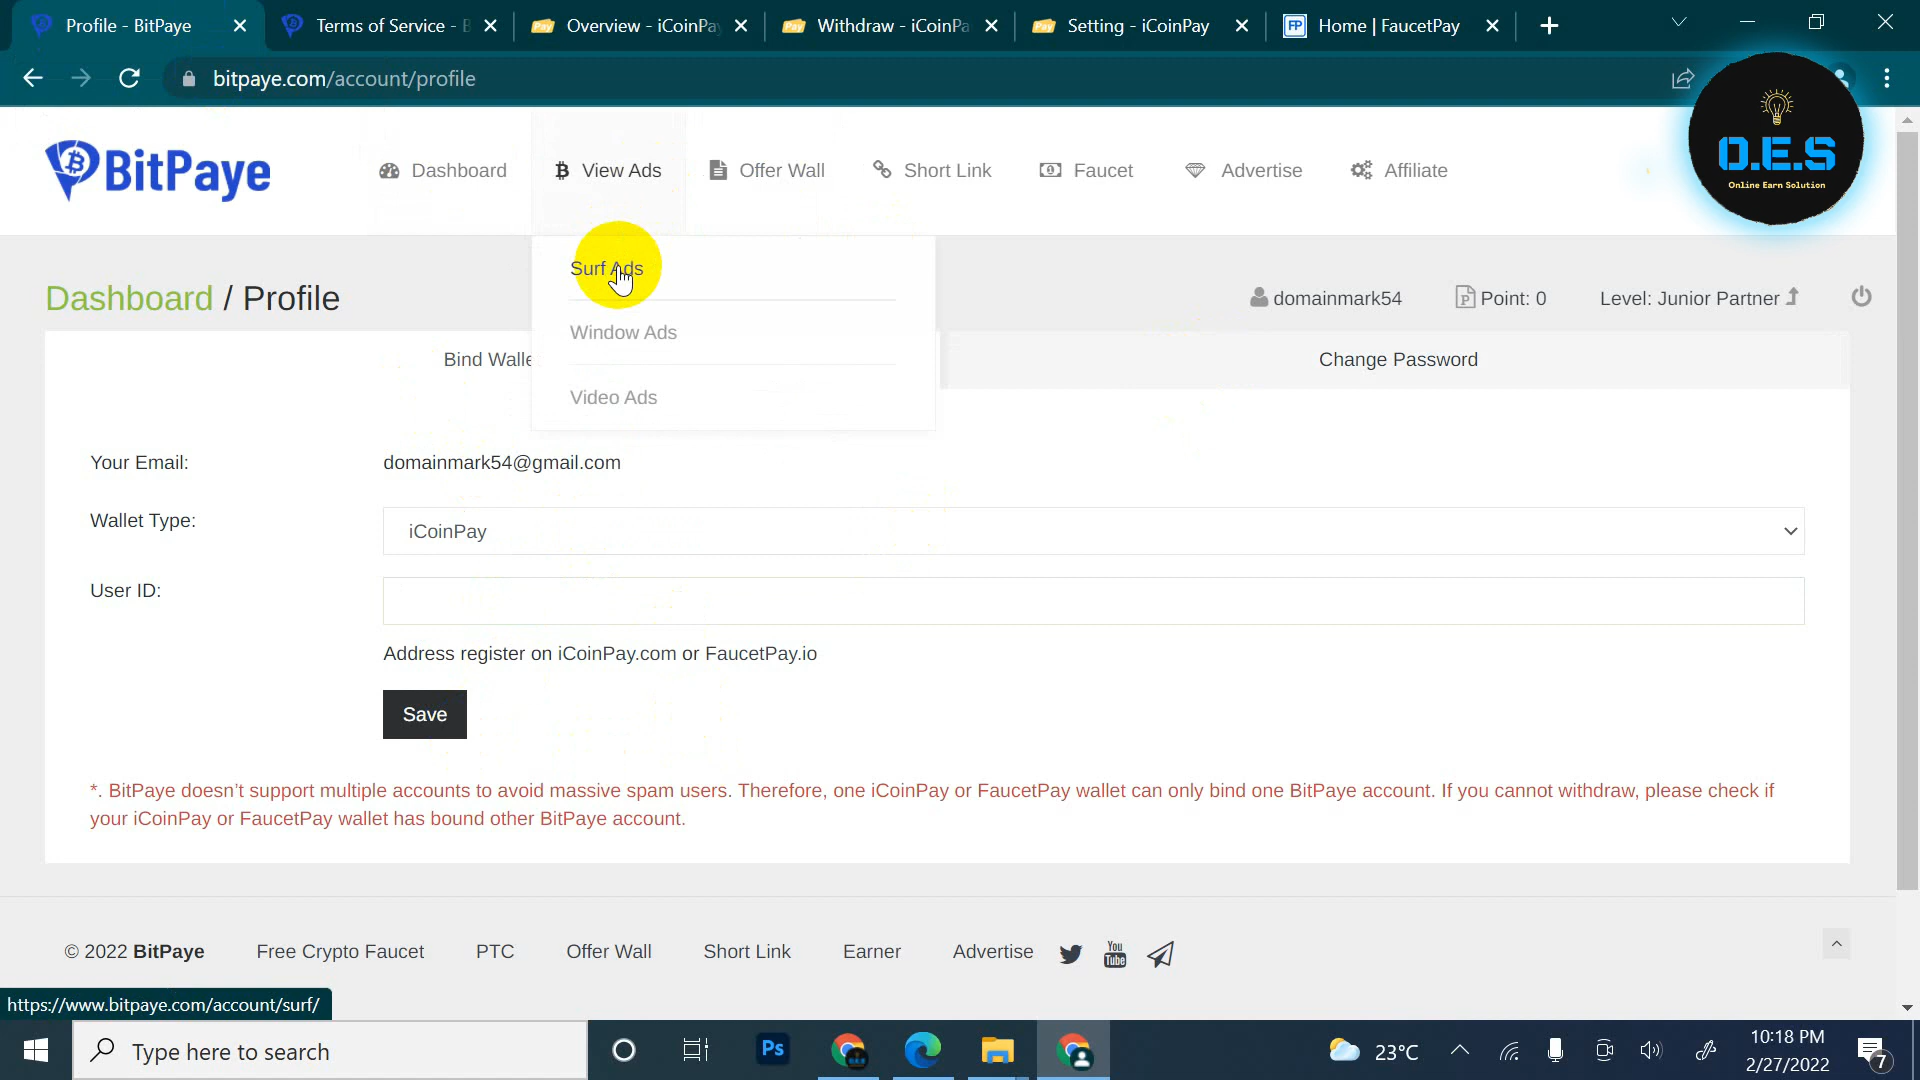 Profile - BitPaye
Terms of Service - B
Overview - iCoinPay
Withdraw - iCoinPa
Setting - iCoinPay
Home | FaucetPay
bitpaye.com/account/profile
O.E.S
Online Earn Solution
BitPaye
Dashboard
View Ads
Offer Wall
Short Link
Faucet
Advertise
Affiliate
Surf Ads
Window Ads
Video Ads
Dashboard / Profile
domainmark54
Point: 0
Level: Junior Partner
Bind Walle
Change Password
Your Email:
domainmark54@gmail.com
Wallet Type:
iCoinPay
User ID:
Address register on iCoinPay.com or FaucetPay.io
Save
*. BitPaye doesn't support multiple accounts to avoid massive spam users. Therefore, one iCoinPay or FaucetPay wallet can only bind one BitPaye account. If you cannot withdraw, please check if
your iCoinPay or FaucetPay wallet has bound other BitPaye account.
© 2022 BitPaye
Free Crypto Faucet
PTC
Offer Wall
Short Link
Earner
Advertise
You
Tube
https://www.bitpaye.com/account/surf/
Type here to search
Ps
23°C
10:18 PM
2/27/2022
7